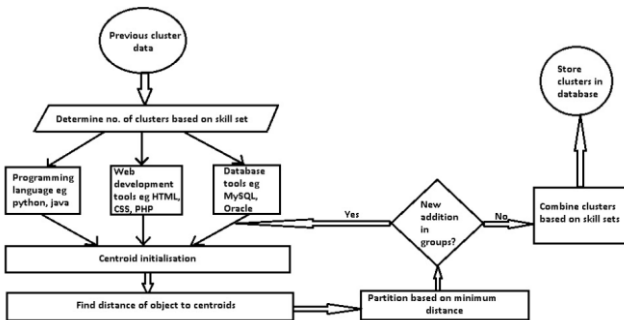 Previous cluster
data
Determine no. of clusters based on skill set
Programming
language eg
python, java
Web
development
tools eg HTML,
CSS, PHP
Database
tools eg
MySQL,
Oracle
Centroid initialisation
Find distance of object to centroids
Partition based on minimum
distance
New
addition
in
groups?
Yes
No
Combine clusters
based on skill sets
Store
clusters in
database